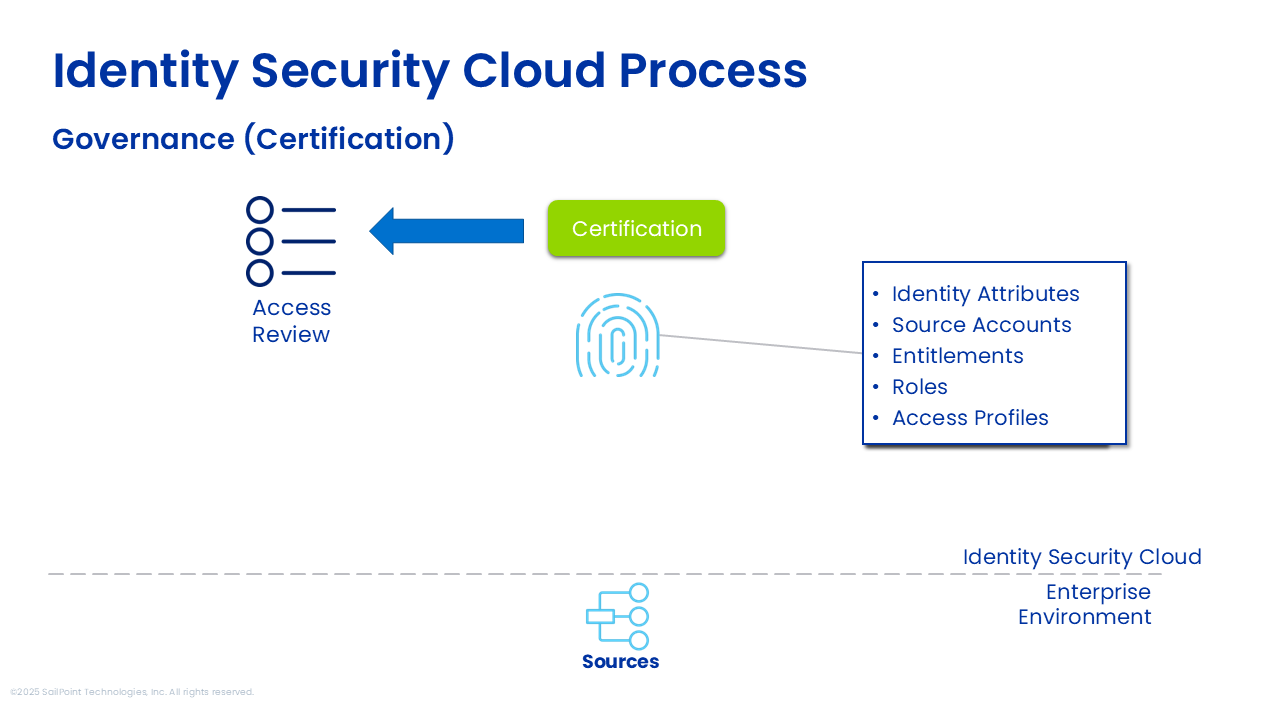 Identity Security Cloud Process
Governance (Certification)
Certification
Access
Review
• Identity Attributes
• Source Accounts
• Entitlements
• Roles
• Access Profiles
Identity Security Cloud
Enterprise
Environment
Sources
©2025 SailPoint Technologies, Inc. All rights reserved.